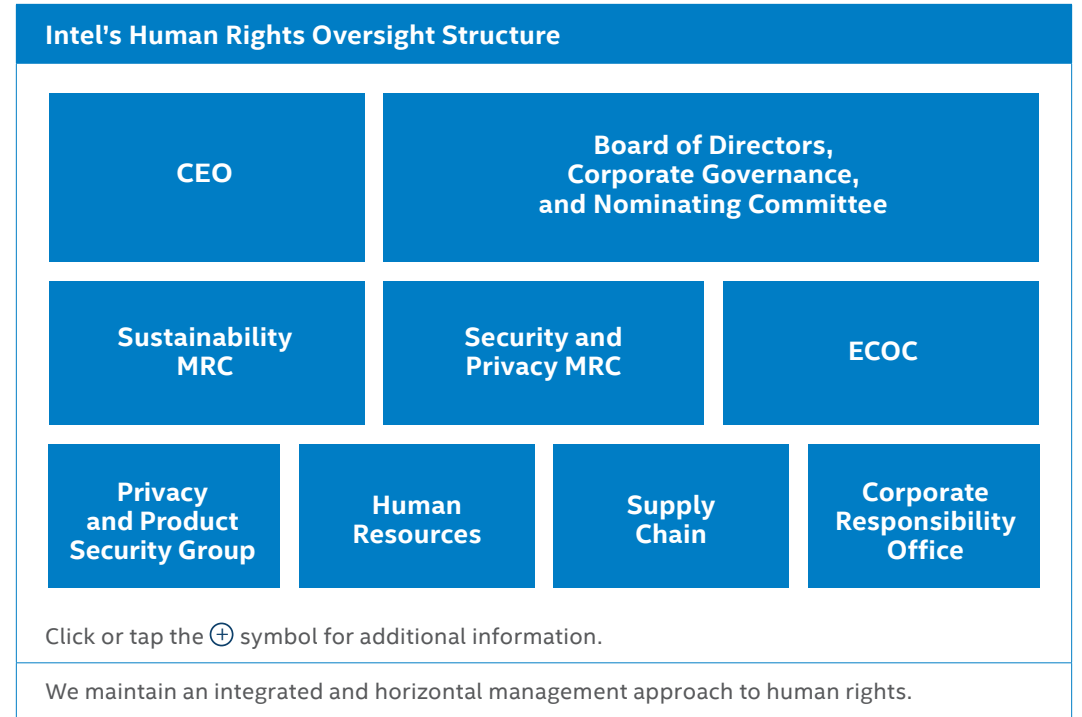 Intel’s Human Rights Oversight Structure
CEO
Board of Directors,
Corporate Governance,
and Nominating Committee
Sustainability
MRC
Security and
Privacy MRC
ECOC
Privacy
and Product
Security Group
Human
Resources
Supply
Chain
Corporate
Responsibility
Office
Click or tap the ⊕ symbol for additional information.
We maintain an integrated and horizontal management approach to human rights.